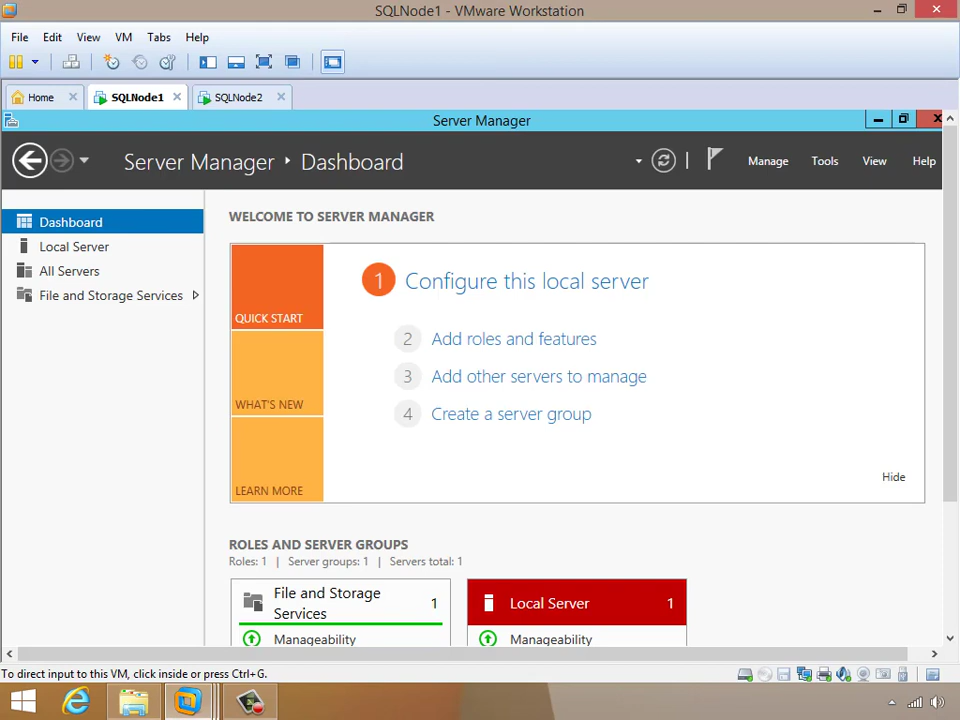 SQLNode1 - VMware Workstation
File Edit View VM Tabs Help
Home SQLNode1 SQLNode2
Server Manager
Server Manager Dashboard
Manage Tools View Help
Dashboard
Local Server
All Servers
File and Storage Services
WELCOME TO SERVER MANAGER
QUICK START
WHAT'S NEW
LEARN MORE
1 Configure this local server
2 Add roles and features
3 Add other servers to manage
4 Create a server group
Hide
ROLES AND SERVER GROUPS
Roles: 1 | Server groups: 1 | Servers total: 1
File and Storage
Services 1
Manageability
Local Server 1
Manageability
To direct input to this VM, click inside or press Ctrl+G.